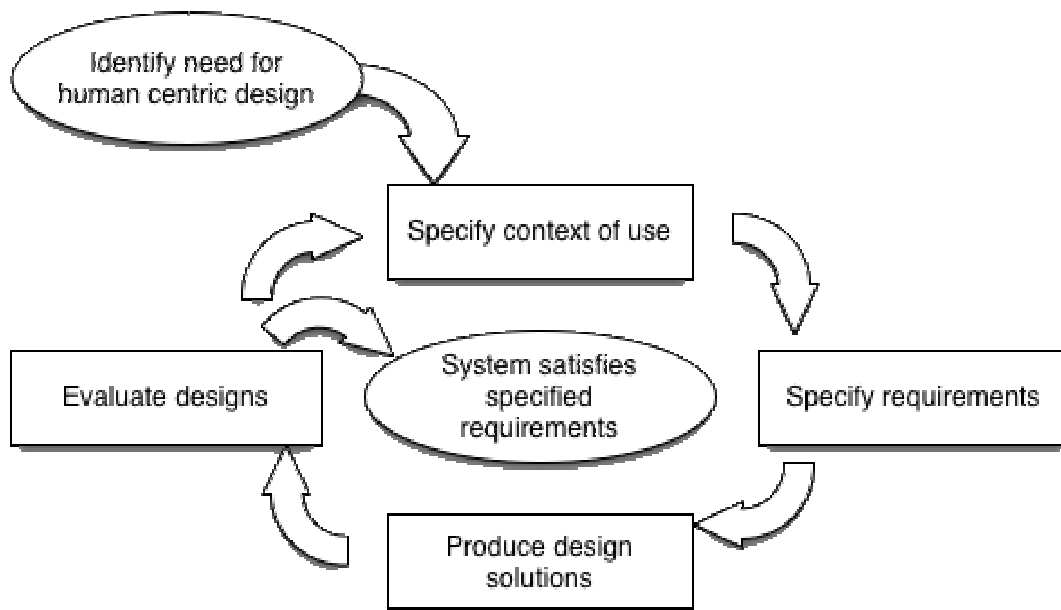 Identify need for
human centric design
Specify context of use
System satisfies
specified
requirements
Evaluate designs
Specify requirements
Produce design
solutions